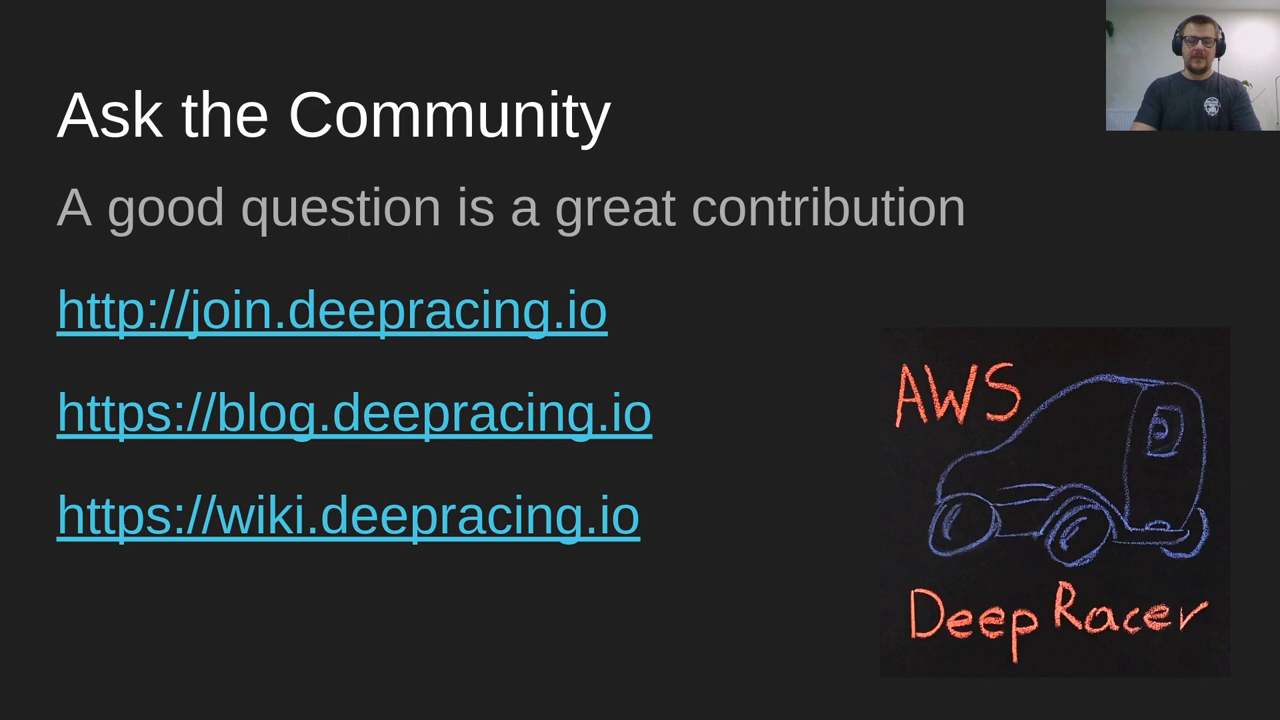 Ask the Community
A good question is a great contribution
http://join.deepracing.io
https://blog.deepracing.io
https://wiki.deepracing.io
AWS
Deep Racer